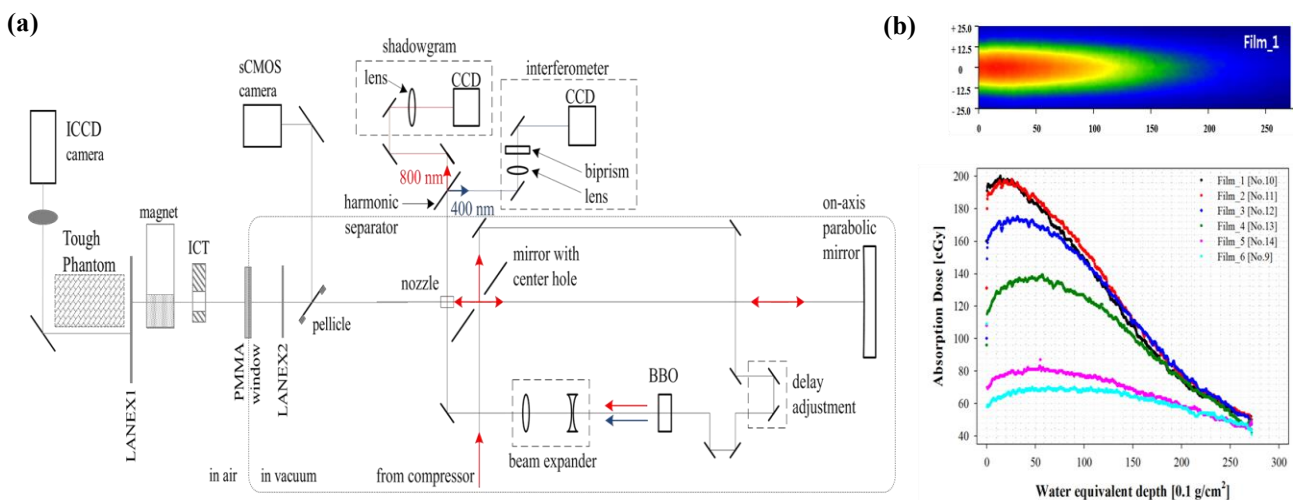 (a)
shadowgram
lens
CCD
interferometer
CCD
biprism
lens
sCMOS
camera
ICCD
camera
800 nm
400 nm
harmonic
separator
magnet
ICT
Tough
Phantom
mirror with
center hole
on-axis
parabolic
mirror
nozzle
pellicle
LANEX1
PMMA
window
LANEX2
BBO
delay
adjustment
beam expander
in air
in vacuum
from compressor
(b)
Film_1
+25.0
+12.5
0
-12.5
-25.0
0 50 100 150 200 250
Absorption Dose [cGy]
200
180
160
140
120
100
80
60
40
Film_1 [No.10]
Film_2 [No.11]
Film_3 [No.12]
Film_4 [No.13]
Film_5 [No.14]
Film_6 [No.9]
0 50 100 150 200 250 300
Water equivalent depth [0.1 g/cm²]